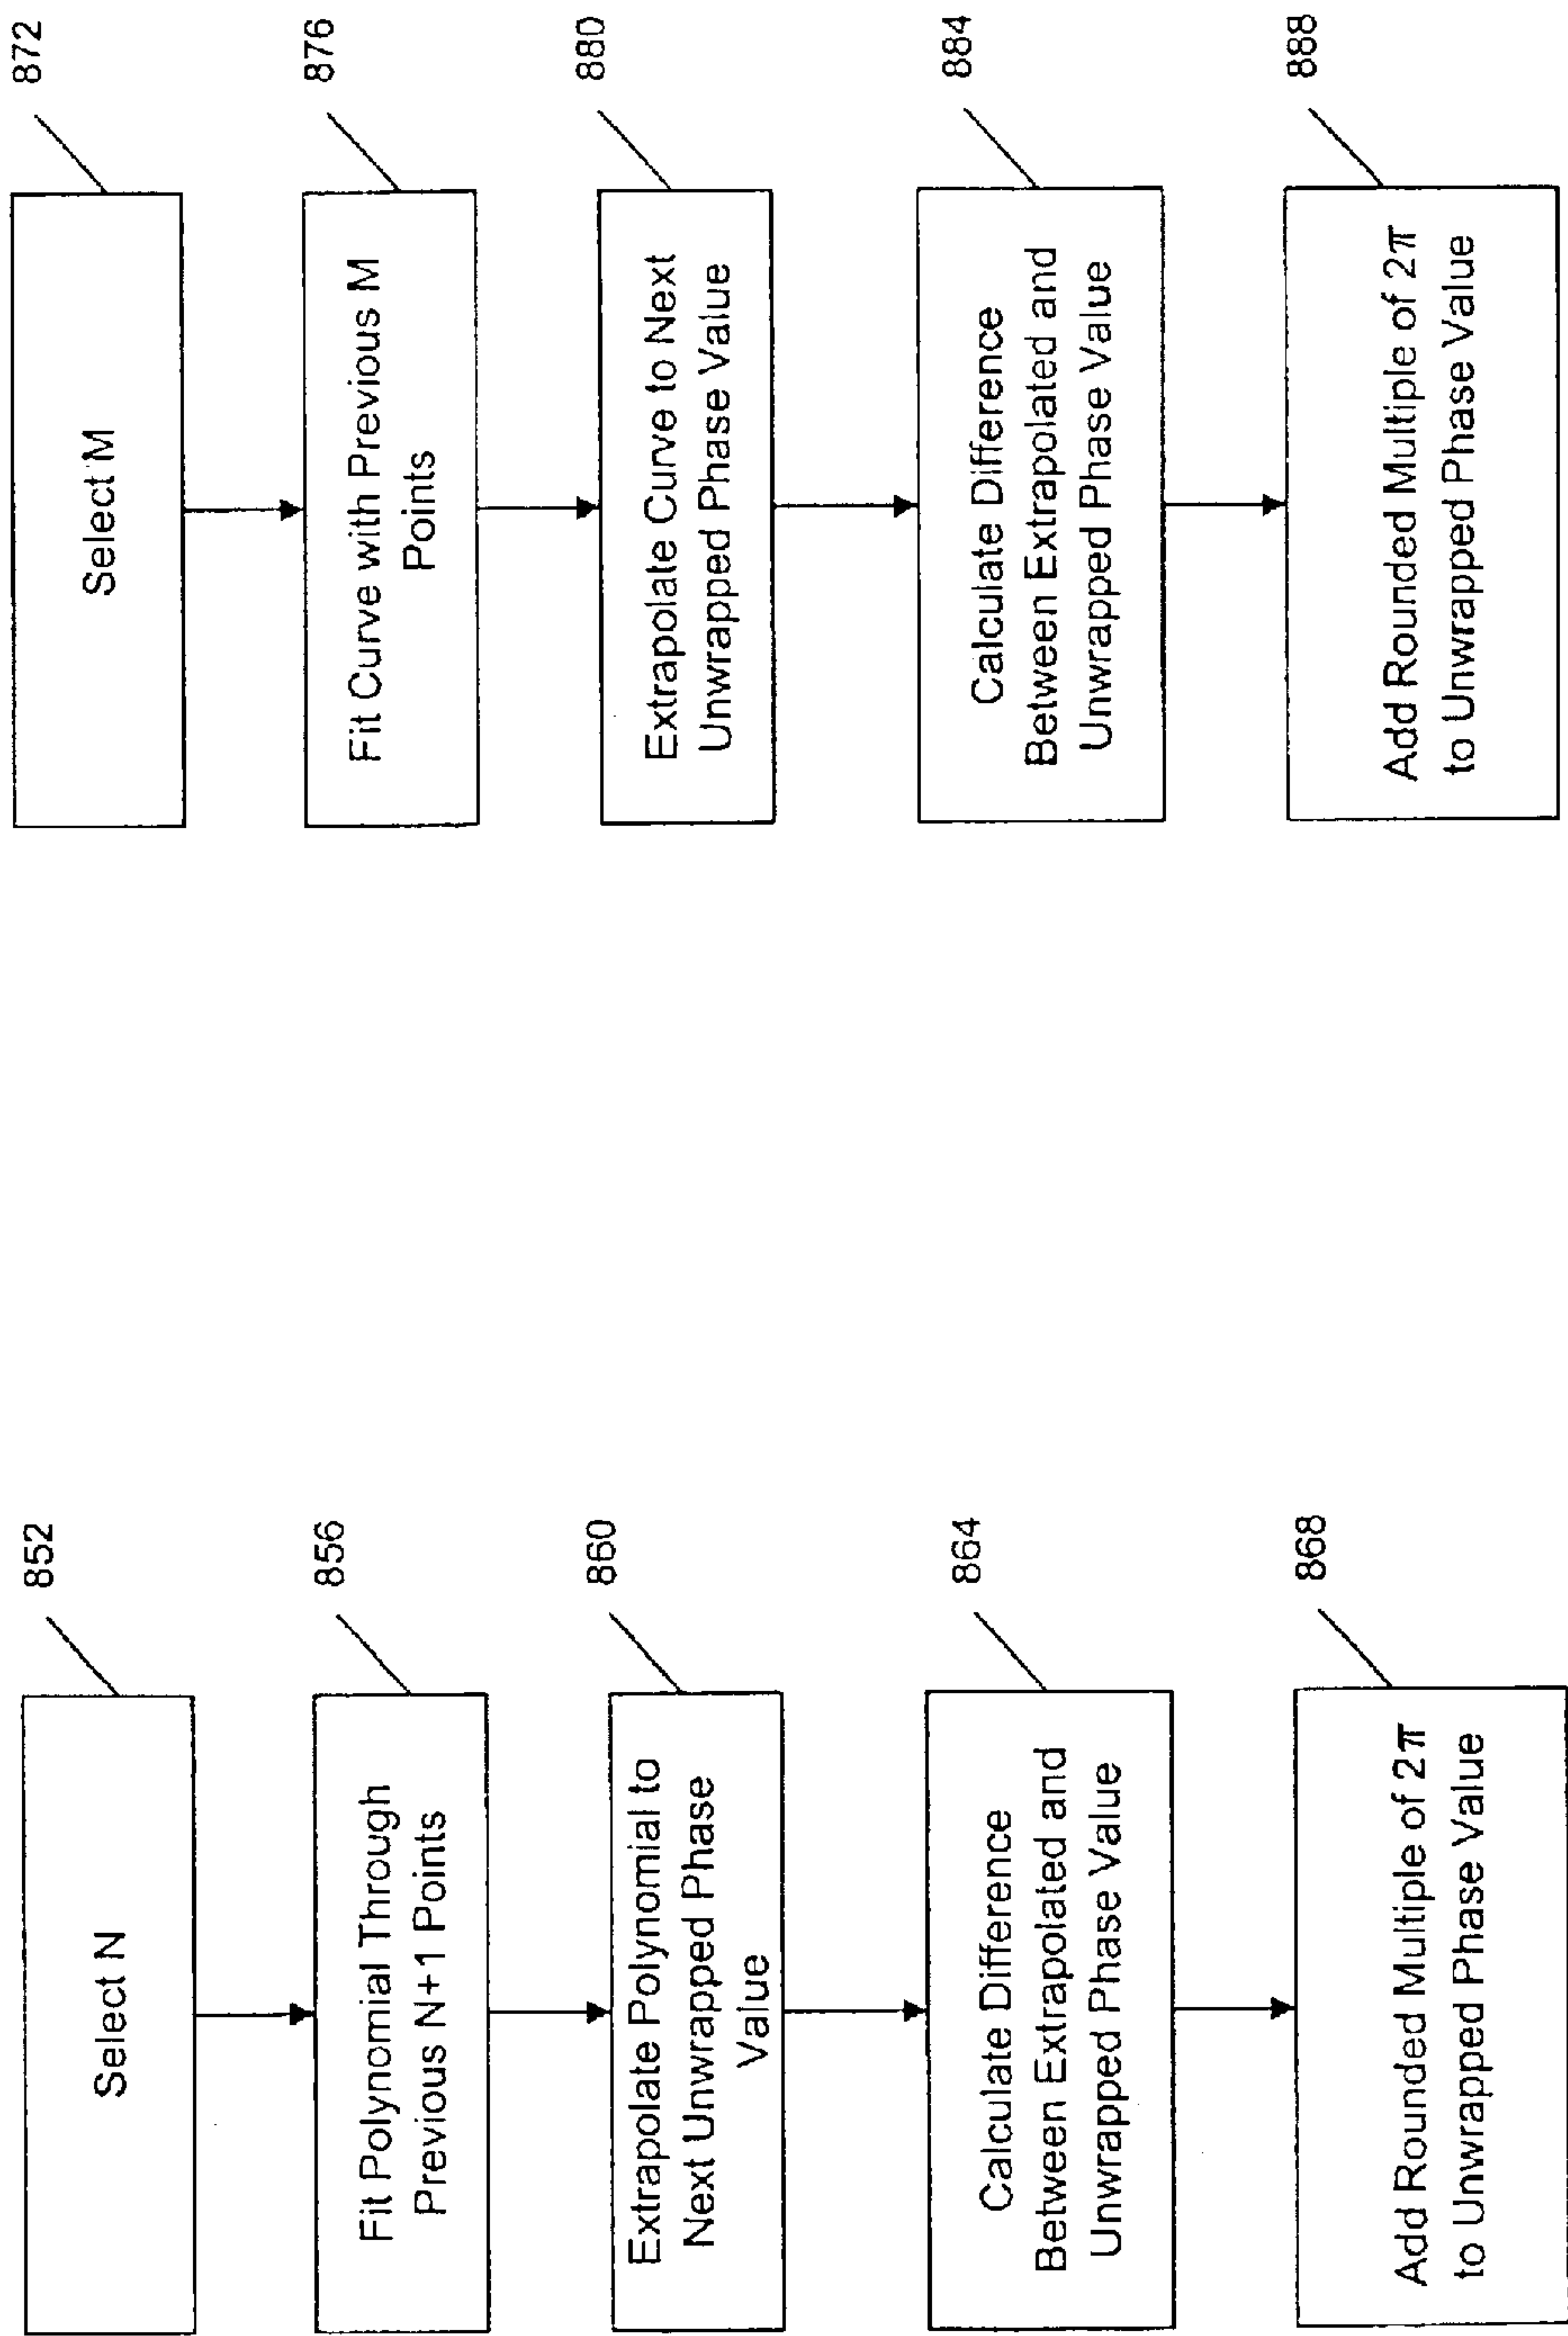 852
Select N
856
Fit Polynomial Through
Previous N+1 Points
860
Extrapolate Polynomial to
Next Unwrapped Phase
Value
864
Calculate Difference
Between Extrapolated and
Unwrapped Phase Value
868
Add Rounded Multiple of 2π
to Unwrapped Phase Value
872
Select M
876
Fit Curve with Previous M
Points
880
Extrapolate Curve to Next
Unwrapped Phase Value
884
Calculate Difference
Between Extrapolated and
Unwrapped Phase Value
888
Add Rounded Multiple of 2π
to Unwrapped Phase Value